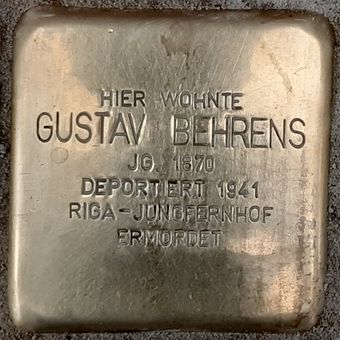 HIER WOHNTE
GUSTAV BEHRENS
JG. 1870
DEPORTIERT 1941
RIGA-JUNGFERNHOF
ERMORDET